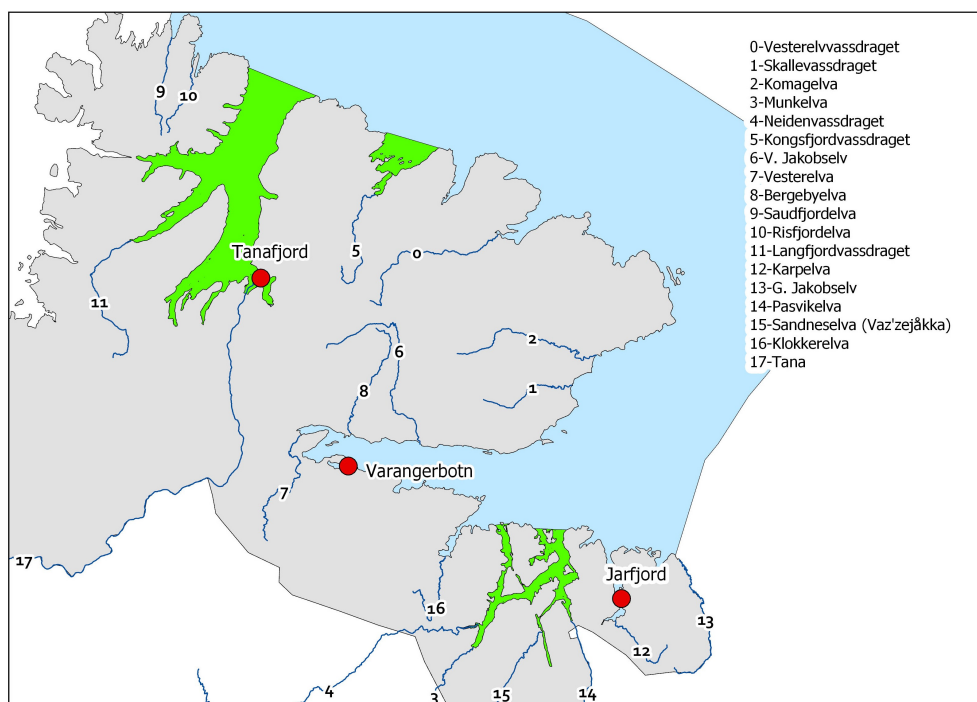 0-Vesterelvvassdraget
1-Skallevassdraget
2-Komagelva
3-Munkelva
4-Neidenvassdraget
5-Kongsfjordvassdraget
6-V. Jakobselv
7-Vesterelva
8-Bergebyelva
9-Saudfjordelva
10-Risfjordelva
11-Langfjordvassdraget
12-Karpelva
13-G. Jakobselv
14-Pasvikelva
15-Sandneselva (Vaz'zejåkka)
16-Klokkerelva
17-Tana
9
10
Tanafjord
5
0
11
2
6
1
8
Varangerbotn
7
17
Jarfjord
16
13
12
4
3
15
14